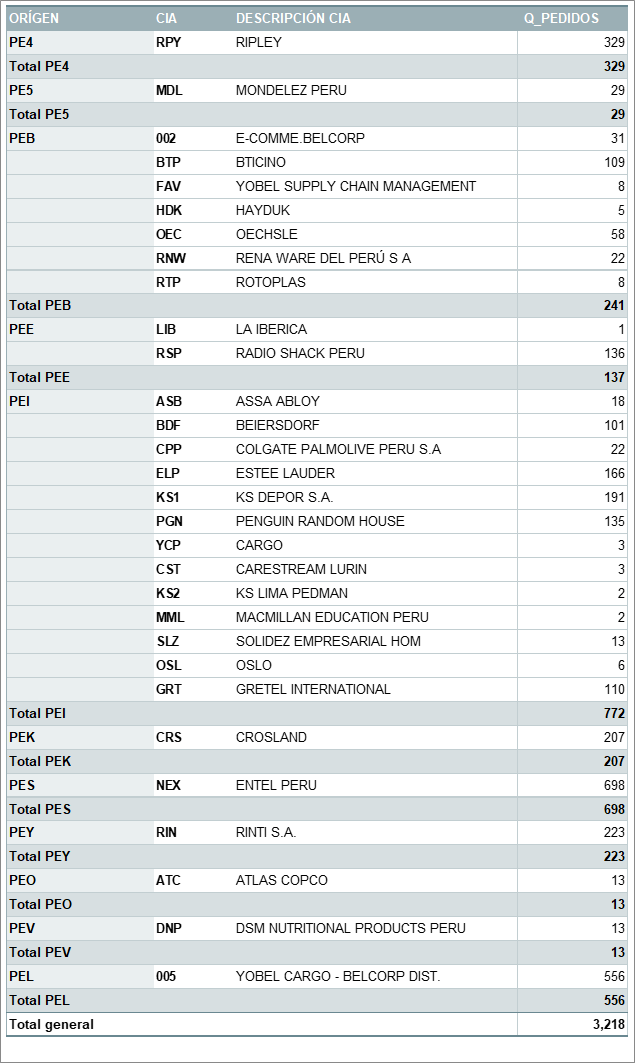 ORÍGEN CIA DESCRIPCIÓN CIA Q_PEDIDOS
PE4 RPY RIPLEY 329
Total PE4 329
PE5 MDL MONDELEZ PERU 29
Total PE5 29
PEB 002 E-COMME.BELCORP 31
BTP BTICINO 109
FAV YOBEL SUPPLY CHAIN MANAGEMENT 8
HDK HAYDUK 5
OEC OECHSLE 58
RNW RENA WARE DEL PERÚ S A 22
RTP ROTOPLAS 8
Total PEB 241
PEE LIB LA IBERICA 1
RSP RADIO SHACK PERU 136
Total PEE 137
PEI ASB ASSA ABLOY 18
BDF BEIERSDORF 101
CPP COLGATE PALMOLIVE PERU S.A 22
ELP ESTEE LAUDER 166
KS1 KS DEPOR S.A. 191
PGN PENGUIN RANDOM HOUSE 135
YCP CARGO 3
CST CARESTREAM LURIN 3
KS2 KS LIMA PEDMAN 2
MML MACMILLAN EDUCATION PERU 2
SLZ SOLIDEZ EMPRESARIAL HOM 13
OSL OSLO 6
GRT GRETEL INTERNATIONAL 110
Total PEI 772
PEK CRS CROSLAND 207
Total PEK 207
PES NEX ENTEL PERU 698
Total PES 698
PEY RIN RINTI S.A. 223
Total PEY 223
PEO ATC ATLAS COPCO 13
Total PEO 13
PEV DNP DSM NUTRITIONAL PRODUCTS PERU 13
Total PEV 13
PEL 005 YOBEL CARGO - BELCORP DIST. 556
Total PEL 556
Total general 3,218